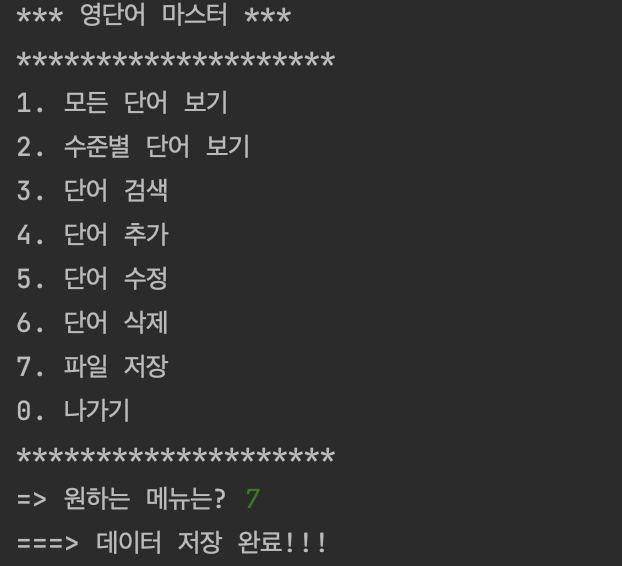 *** 영단어 마스터 ***
********************
1. 모든 단어 보기
2. 수준별 단어 보기
3. 단어 검색
4. 단어 추가
5. 단어 수정
6. 단어 삭제
7. 파일 저장
0. 나가기
********************
=> 원하는 메뉴는? 7
===> 데이터 저장 완료!!!